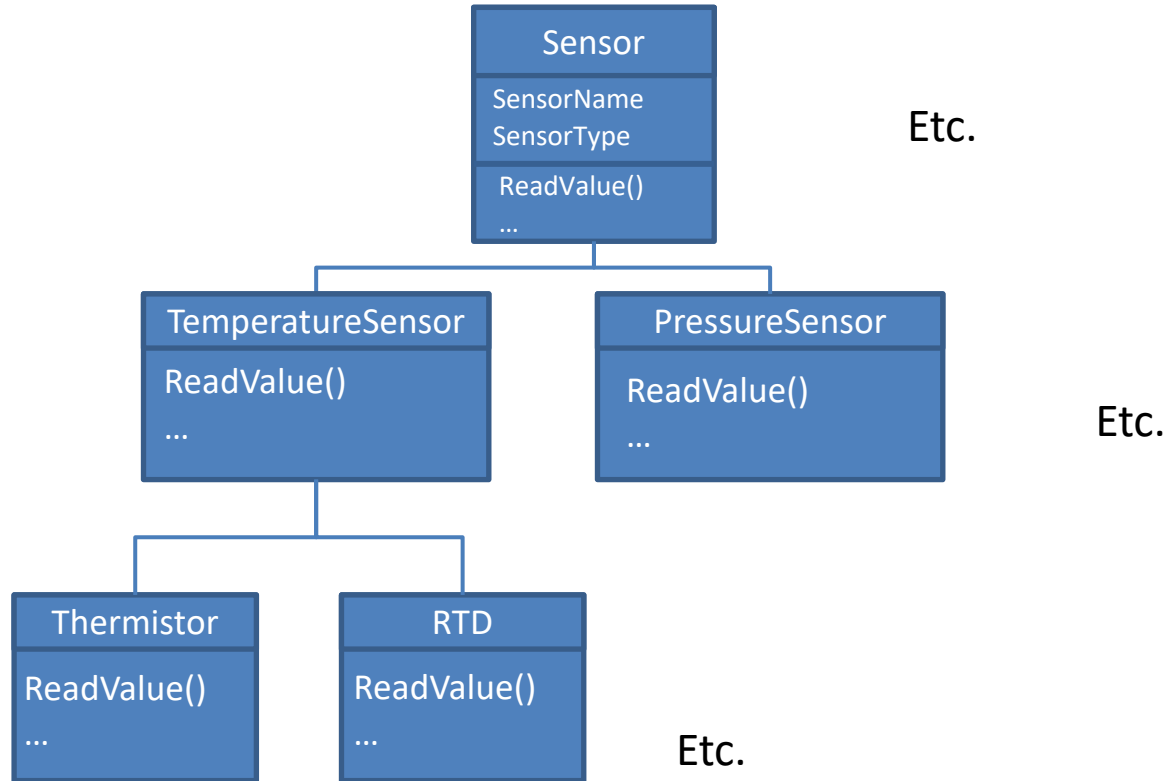 Sensor
SensorName
SensorType
ReadValue()
...
Etc.
TemperatureSensor
ReadValue()
...
PressureSensor
ReadValue()
...
Etc.
Thermistor
ReadValue()
...
RTD
ReadValue()
...
Etc.